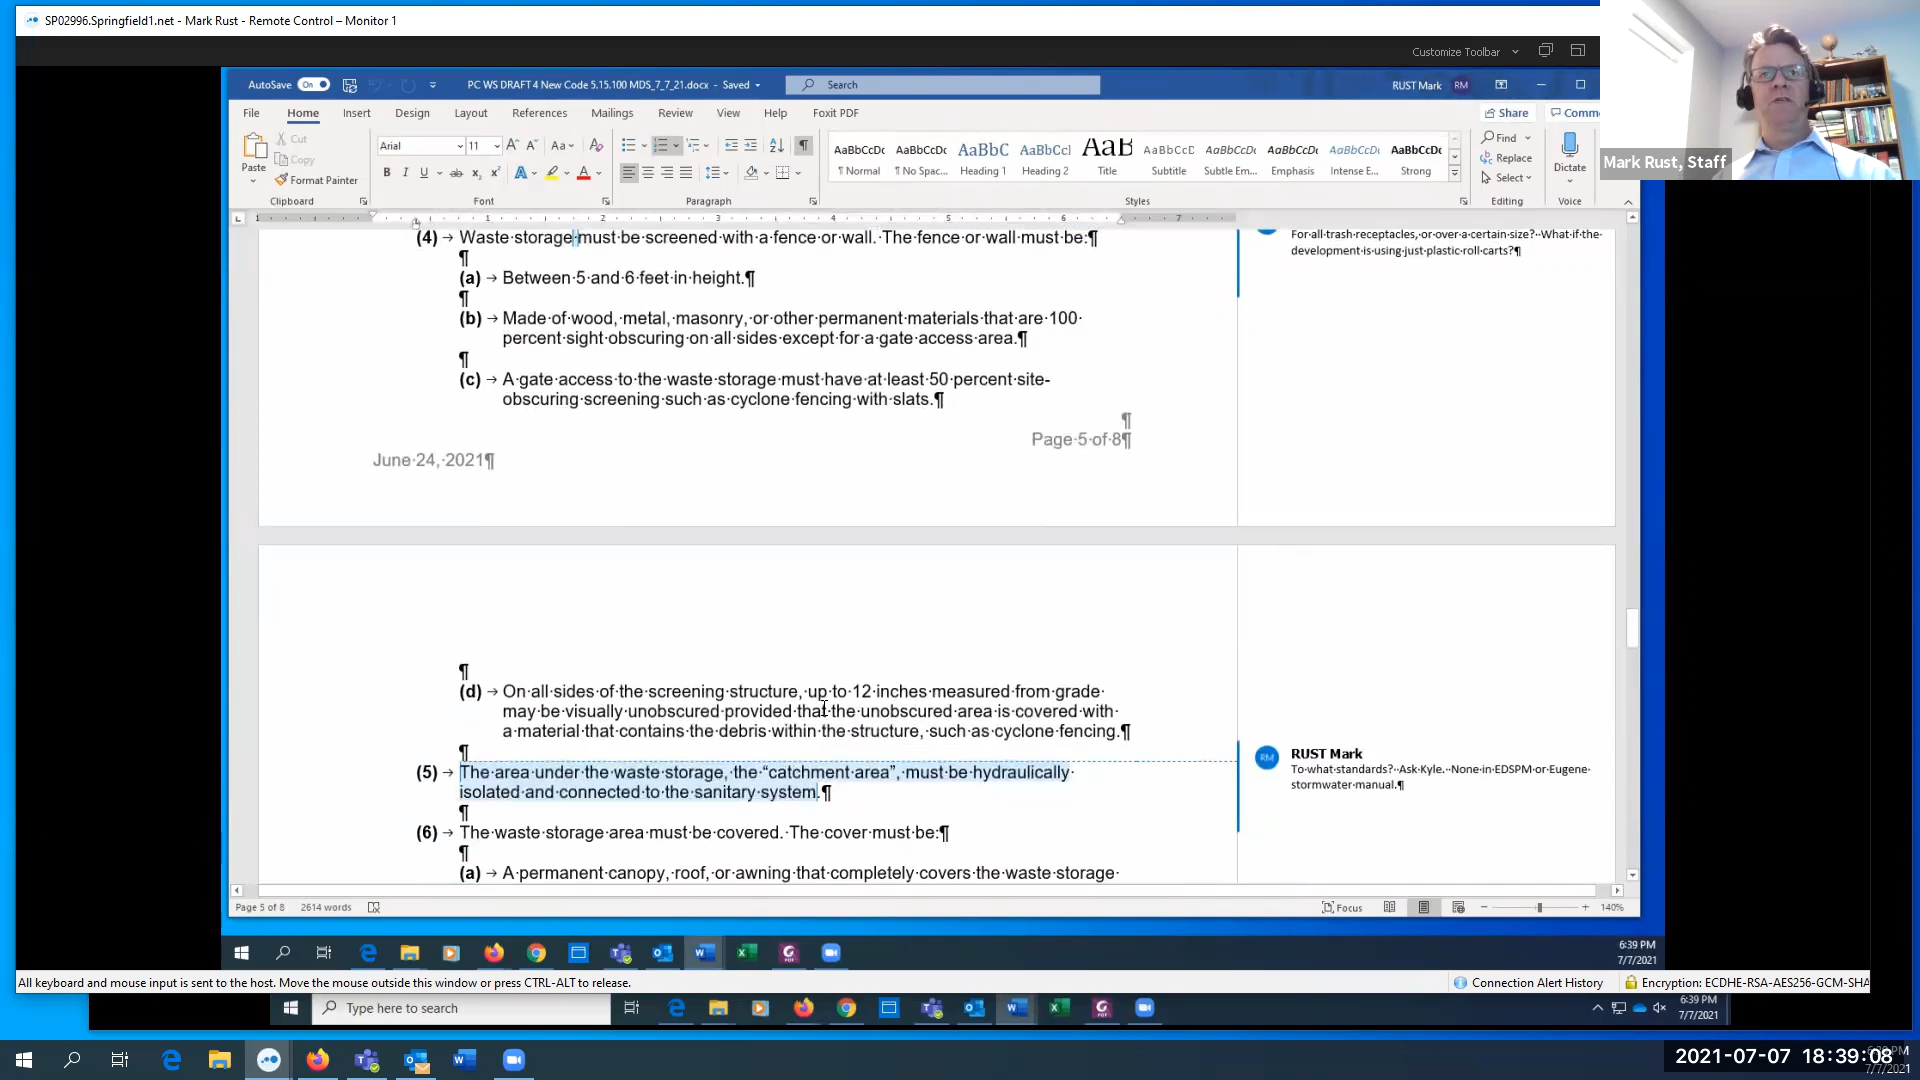 SP02996.Springfield1.net - Mark Rust - Remote Control – Monitor 1
Customize Toolbar
AutoSave On
PC WS DRAFT 4 New Code 5.15.100 MDS_7_7_21.docx - Saved
Search
RUST Mark RM
File Home Insert Design Layout References Mailings Review View Help Foxit PDF
Share Comme
Mark Rust, Staff
Paste
Cut
Copy
Format Painter
Arial 11
AaBbCcDc AaBbCcDc AaBbC AaBbCcI AaB AaBbCcD AaBbCcDc AaBbCcDc AaBbCcDc AaBbCcDc
¶ Normal ¶ No Spac... Heading 1 Heading 2 Title Subtitle Subtle Em... Emphasis Intense E... Strong
Find
Replace
Select
Dictate
Clipboard Font Paragraph Styles Editing Voice
1 1 2 3 4 5 6 7
(4) → Waste·storage·must·be·screened·with·a·fence·or·wall.·The·fence·or·wall·must·be:¶
¶
(a) → Between·5·and·6·feet·in·height.¶
¶
(b) → Made·of·wood,·metal,·masonry,·or·other·permanent·materials·that·are·100·
percent·sight·obscuring·on·all·sides·except·for·a·gate·access·area.¶
¶
(c) → A·gate·access·to·the·waste·storage·must·have·at·least·50·percent·site-
obscuring·screening·such·as·cyclone·fencing·with·slats.¶
¶
Page·5·of·8¶
June·24,·2021¶
For·all·trash·receptacles,·or·over·a·certain·size?··What·if·the·
development·is·using·just·plastic·roll·carts?¶
¶
(d) → On·all·sides·of·the·screening·structure,·up·to·12·inches·measured·from·grade·
may·be·visually·unobscured·provided·that·the·unobscured·area·is·covered·with·
a·material·that·contains·the·debris·within·the·structure,·such·as·cyclone·fencing.¶
¶
(5) → The·area·under·the·waste·storage,·the·“catchment·area”,·must·be·hydraulically·
isolated·and·connected·to·the·sanitary·system.¶
¶
(6) → The·waste·storage·area·must·be·covered.·The·cover·must·be:¶
¶
(a) → A·permanent·canopy,·roof,·or·awning·that·completely·covers·the·waste·storage·
RM RUST Mark
To·what·standards?··Ask·Kyle.··None·in·EDSPM·or·Eugene·
stormwater·manual.¶
Page 5 of 8 2614 words
Focus 140%
6:39 PM
7/7/2021
All keyboard and mouse input is sent to the host. Move the mouse outside this window or press CTRL-ALT to release.
Connection Alert History Encryption: ECDHE-RSA-AES256-GCM-SHA
Type here to search
6:39 PM
7/7/2021
2021-07-07 18:39:08
7/7/2021